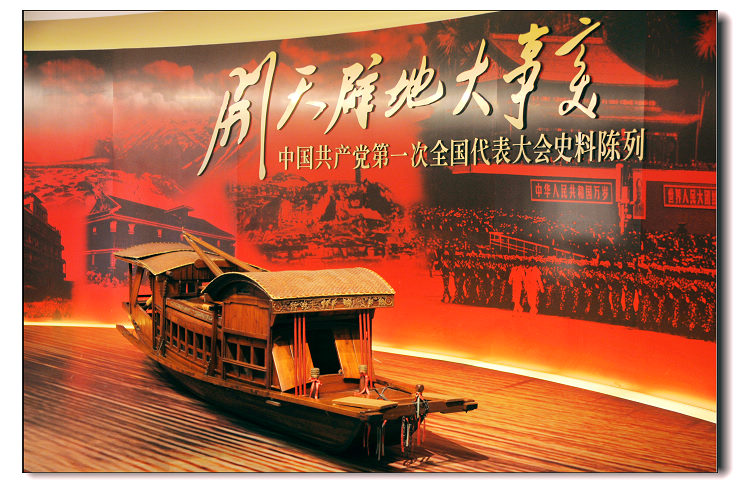 開天辟地大事变
中国共产党第一次全国代表大会史料陈列
中华人民共和国万岁
世界人民大团